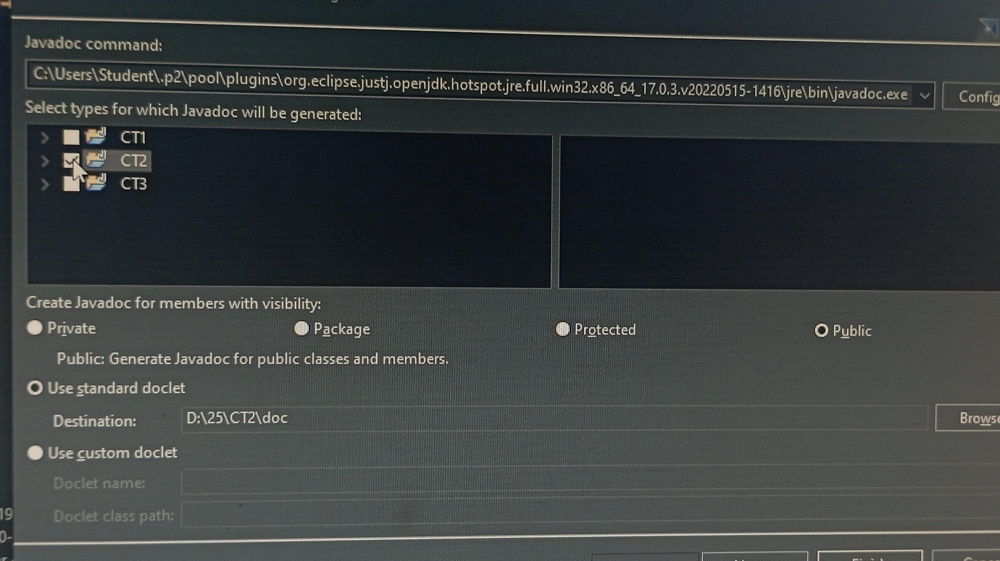 Javadoc command:
C:\Users\Student\.p2\pool\plugins\org.eclipse.justj.openjdk.hotspot.jre.full.win32.x86_64_17.0.3.v20220515-1416\jre\bin\javadoc.exe
Config
Select types for which Javadoc will be generated:
CT1
CT2
CT3
Create Javadoc for members with visibility:
Private Package Protected Public
Public: Generate Javadoc for public classes and members.
Use standard doclet
Destination: D:\25\CT2\doc Browse
Use custom doclet
Doclet name:
19
Doclet class path:
0-